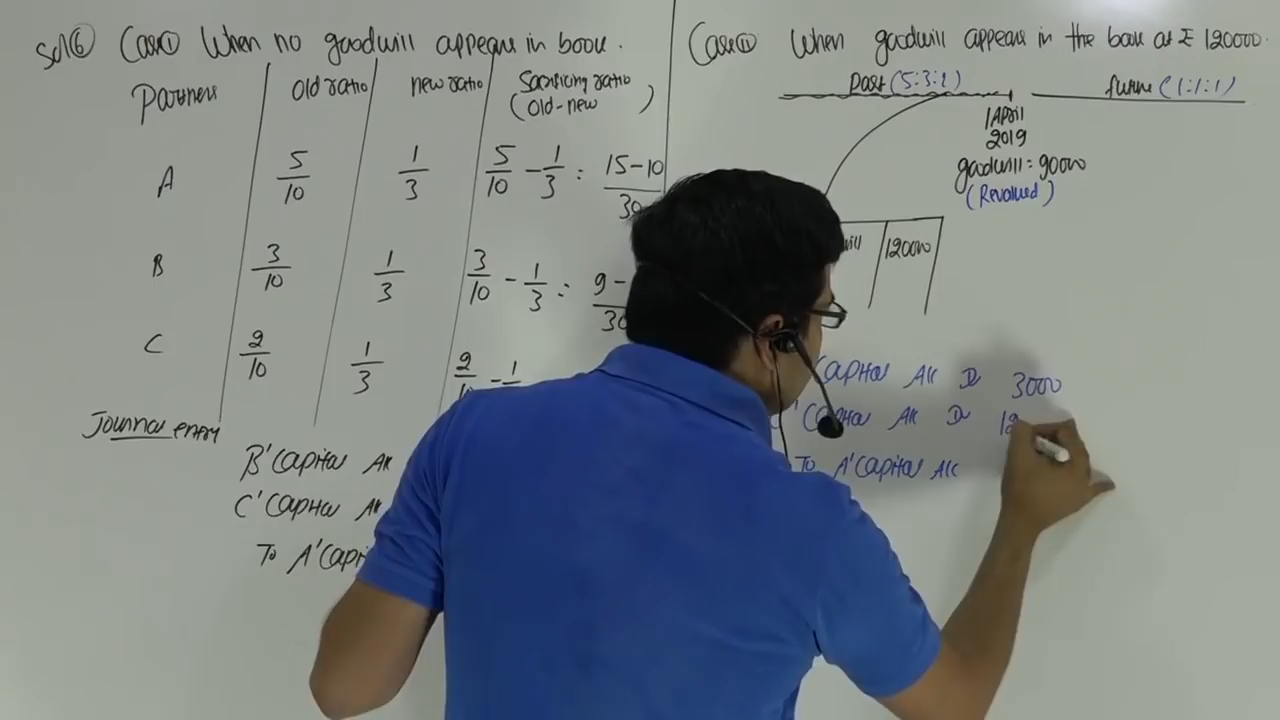 Sol⑥ Case① When no goodwill appears in book.
Partners Old ratio new ratio Sacrificing ratio
(Old-new)
A 5/10 1/3 5/10 - 1/3 = 15-10/30
B 3/10 1/3 3/10 - 1/3 = 9-/30
C 2/10 1/3 2/10 - 1
Journal entry
B'Capital A/c
C'Capital A/c
To A'Capi
Case② When goodwill appears in the book at ₹ 120000.
Past (5:3:2) future (1:1:1)
1 April
2019
goodwill = 90000
(Revalued)
will 120000
Capital A/c Dr 3000
'Capital A/c Dr 12
To A'Capital A/c